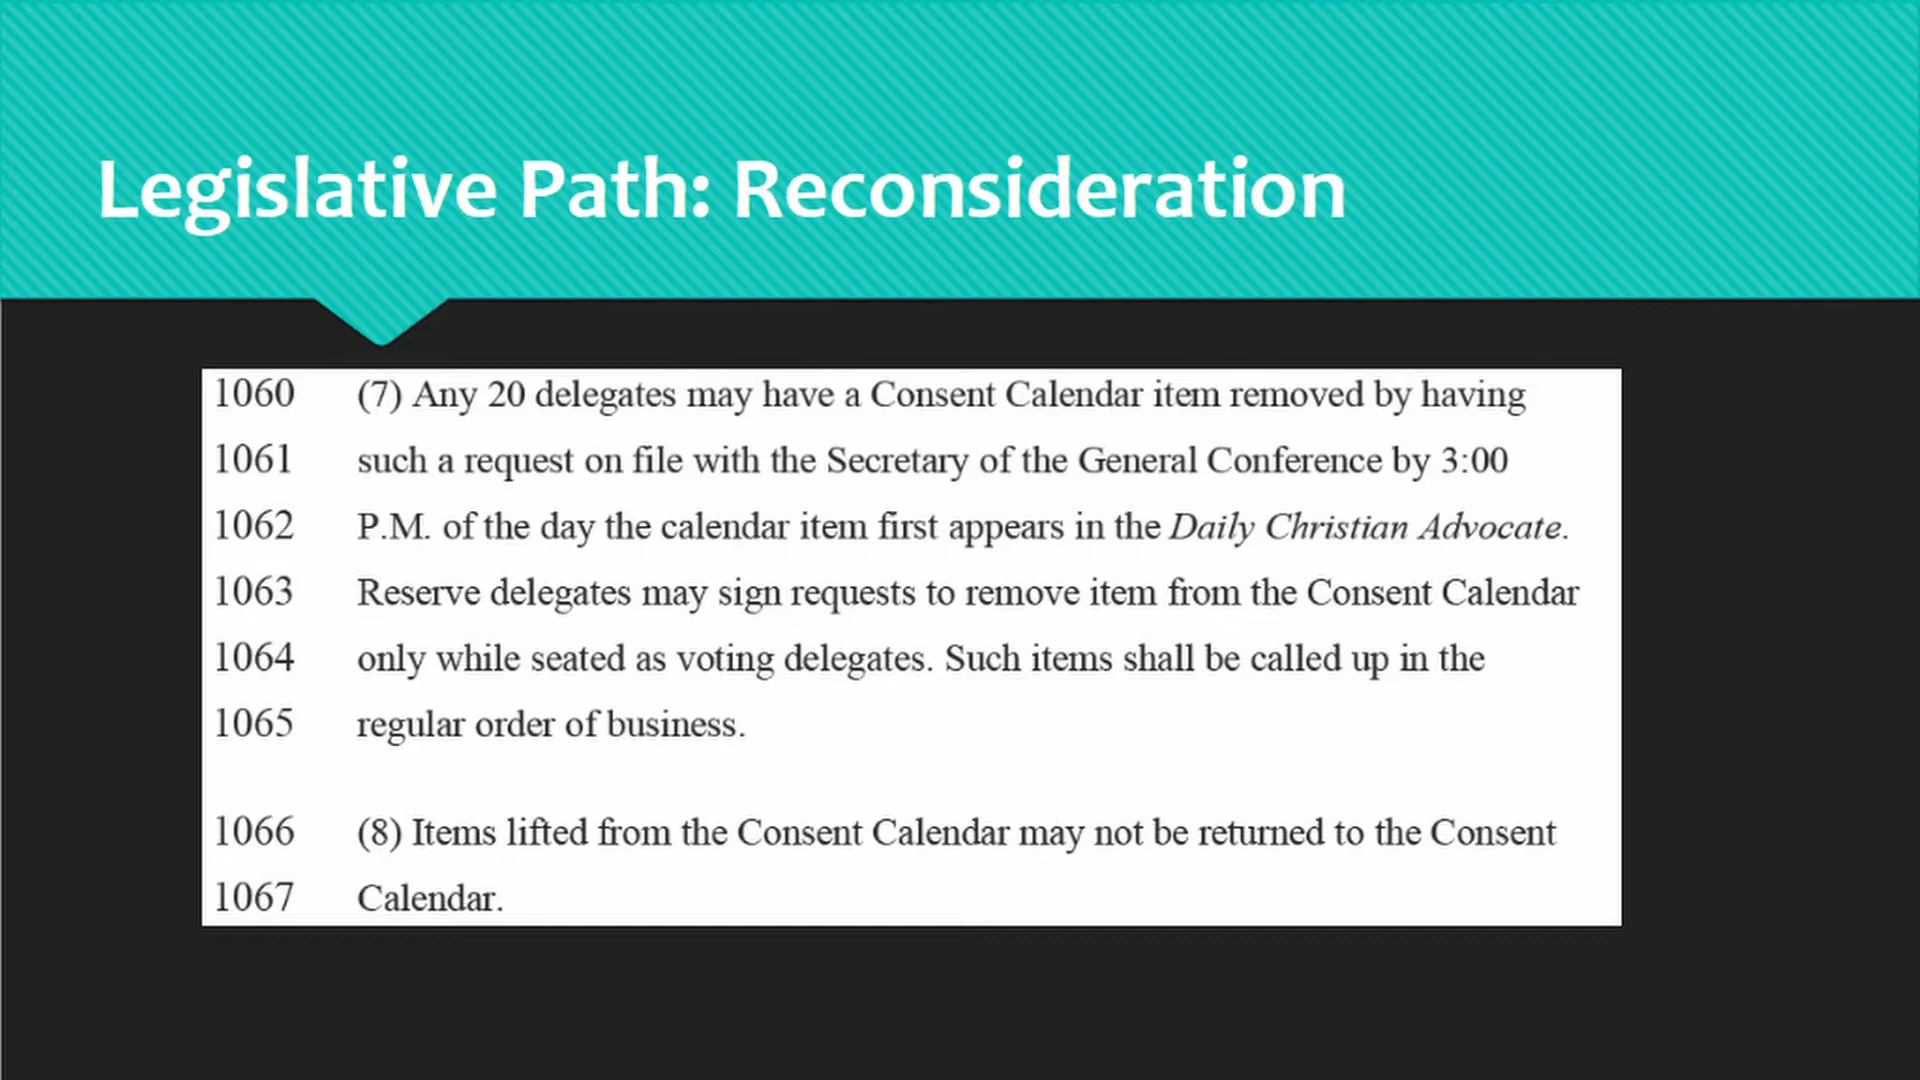 Legislative Path: Reconsideration
1060 (7) Any 20 delegates may have a Consent Calendar item removed by having
1061 such a request on file with the Secretary of the General Conference by 3:00
1062 P.M. of the day the calendar item first appears in the Daily Christian Advocate.
1063 Reserve delegates may sign requests to remove item from the Consent Calendar
1064 only while seated as voting delegates. Such items shall be called up in the
1065 regular order of business.
1066 (8) Items lifted from the Consent Calendar may not be returned to the Consent
1067 Calendar.